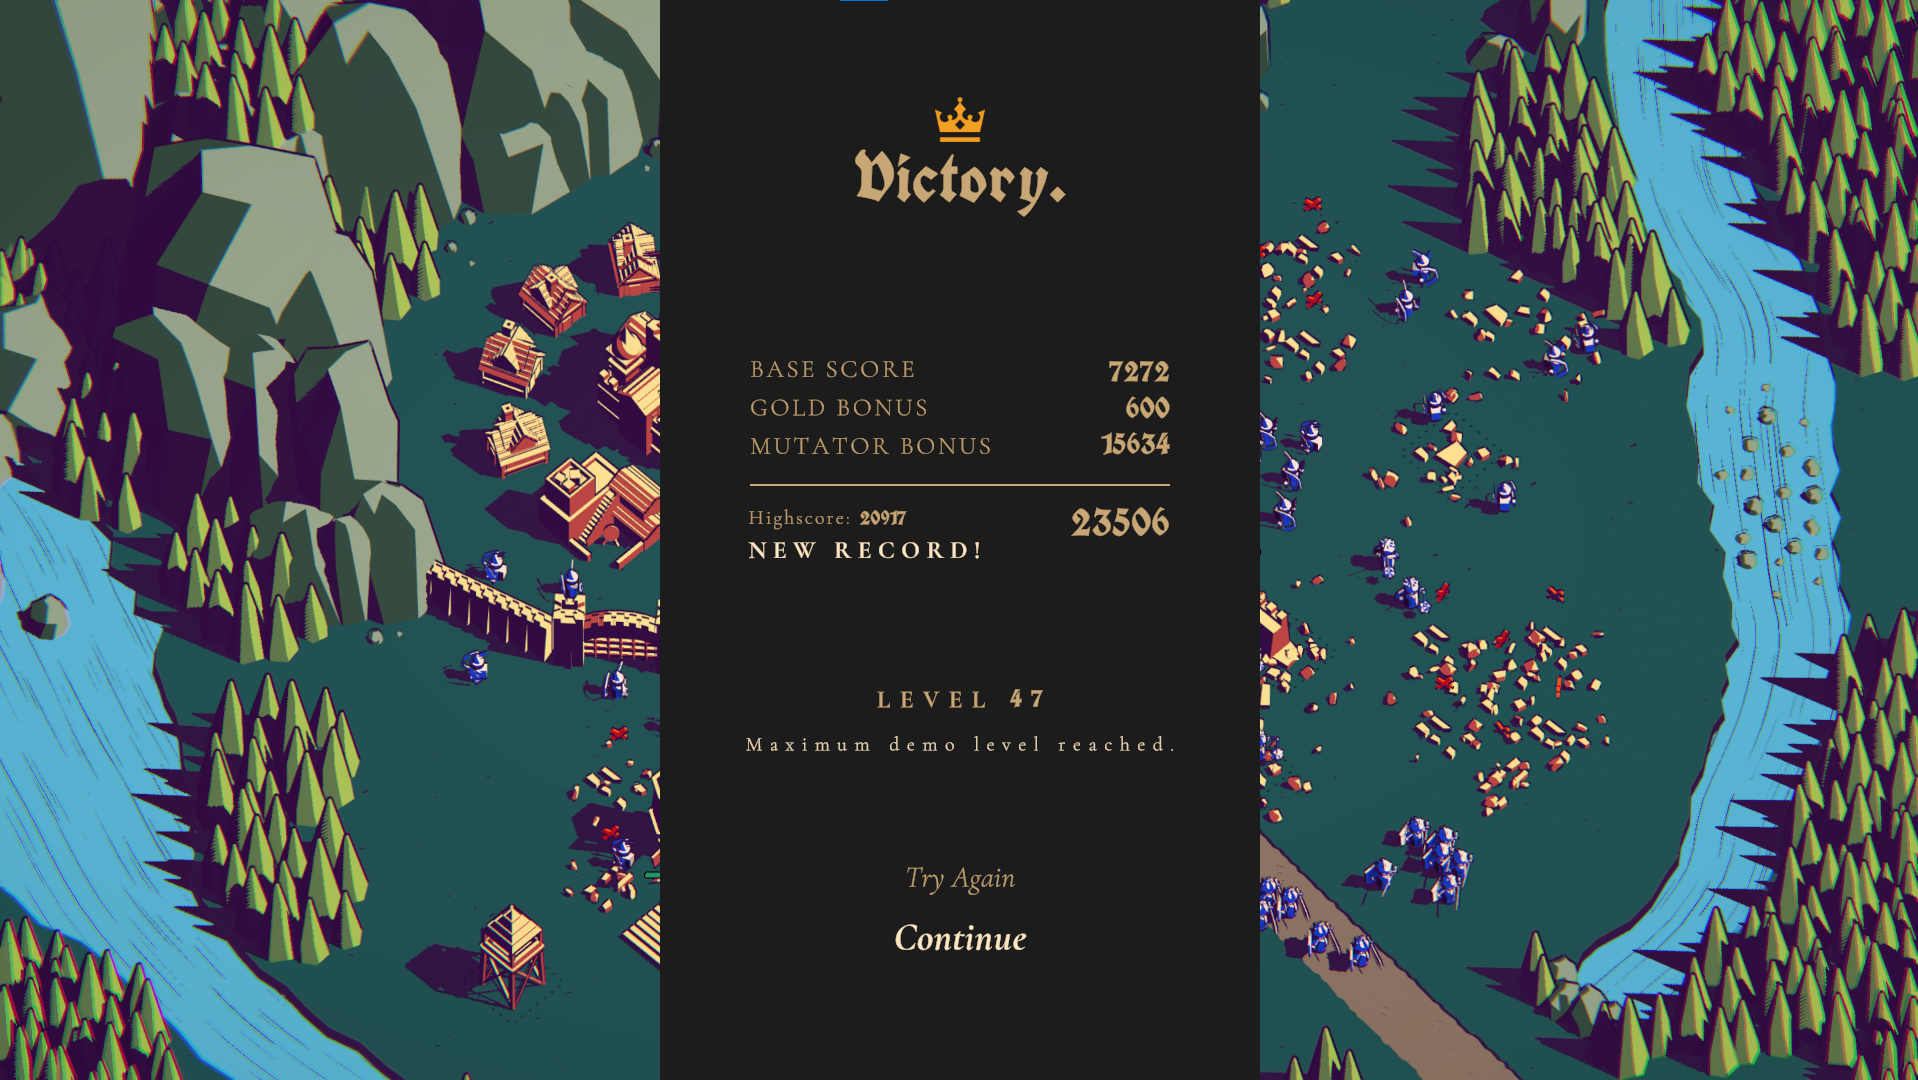 Victory.
BASE SCORE 7272
GOLD BONUS 600
MUTATOR BONUS 15634
Highscore: 20917 23506
NEW RECORD!
LEVEL 47
Maximum demo level reached.
Try Again
Continue